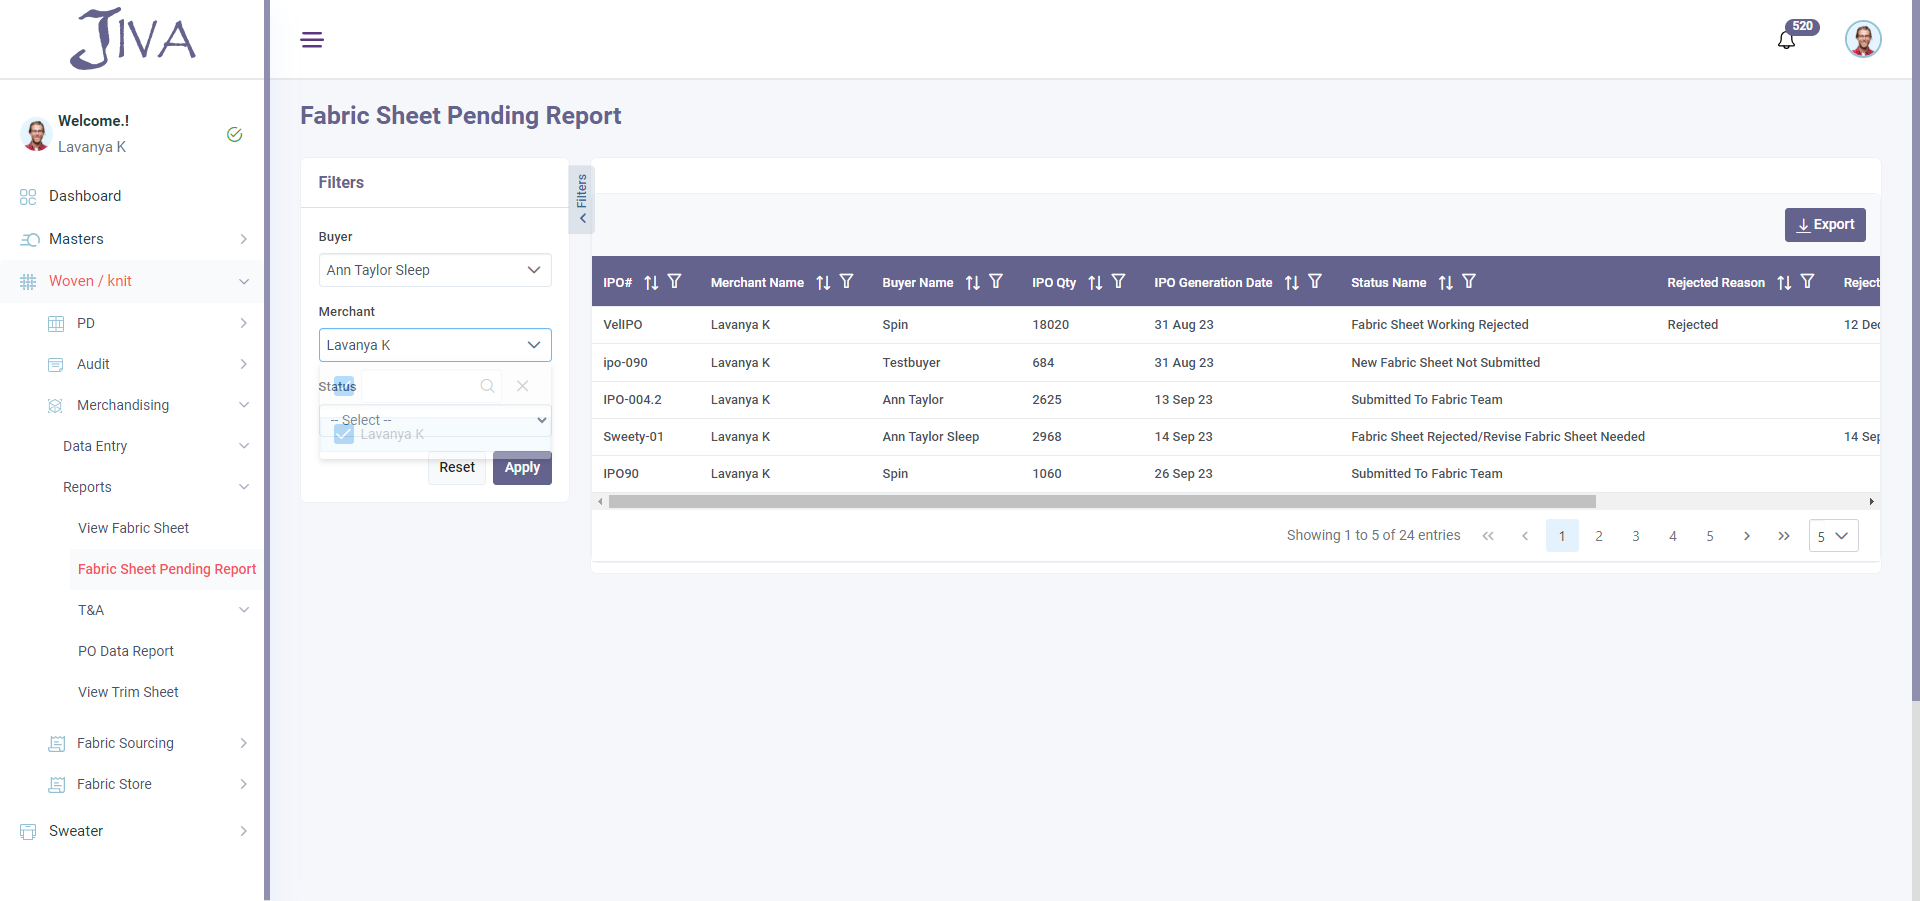 JIVA
520
Welcome.!
Lavanya K
Dashboard
Masters
Woven / knit
PD
Audit
Merchandising
Data Entry
Reports
View Fabric Sheet
Fabric Sheet Pending Report
T&A
PO Data Report
View Trim Sheet
Fabric Sourcing
Fabric Store
Sweater
Fabric Sheet Pending Report
Filters
Filters
Buyer
Ann Taylor Sleep
Merchant
Lavanya K
Status
-- Select --
Lavanya K
Reset Apply
Export
IPO# Merchant Name Buyer Name IPO Qty IPO Generation Date Status Name Rejected Reason Reject
VelIPO Lavanya K Spin 18020 31 Aug 23 Fabric Sheet Working Rejected Rejected 12 Dec
ipo-090 Lavanya K Testbuyer 684 31 Aug 23 New Fabric Sheet Not Submitted
IPO-004.2 Lavanya K Ann Taylor 2625 13 Sep 23 Submitted To Fabric Team
Sweety-01 Lavanya K Ann Taylor Sleep 2968 14 Sep 23 Fabric Sheet Rejected/Revise Fabric Sheet Needed 14 Sep
IPO90 Lavanya K Spin 1060 26 Sep 23 Submitted To Fabric Team
Showing 1 to 5 of 24 entries 1 2 3 4 5 5